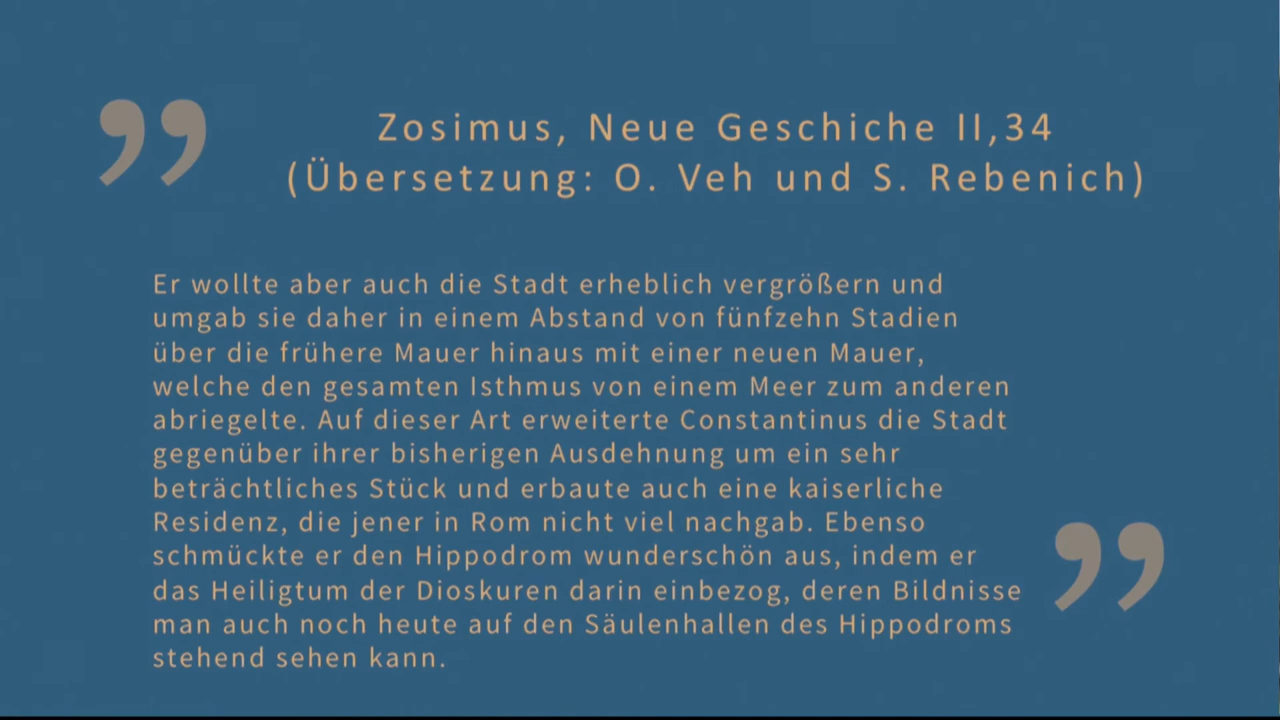 Zosimus, Neue Geschiche II,34
(Übersetzung: O. Veh und S. Rebenich)
Er wollte aber auch die Stadt erheblich vergrößern und
umgab sie daher in einem Abstand von fünfzehn Stadien
über die frühere Mauer hinaus mit einer neuen Mauer,
welche den gesamten Isthmus von einem Meer zum anderen
abriegelte. Auf dieser Art erweiterte Constantinus die Stadt
gegenüber ihrer bisherigen Ausdehnung um ein sehr
beträchtliches Stück und erbaute auch eine kaiserliche
Residenz, die jener in Rom nicht viel nachgab. Ebenso
schmückte er den Hippodrom wunderschön aus, indem er
das Heiligtum der Dioskuren darin einbezog, deren Bildnisse
man auch noch heute auf den Säulenhallen des Hippodroms
stehend sehen kann.